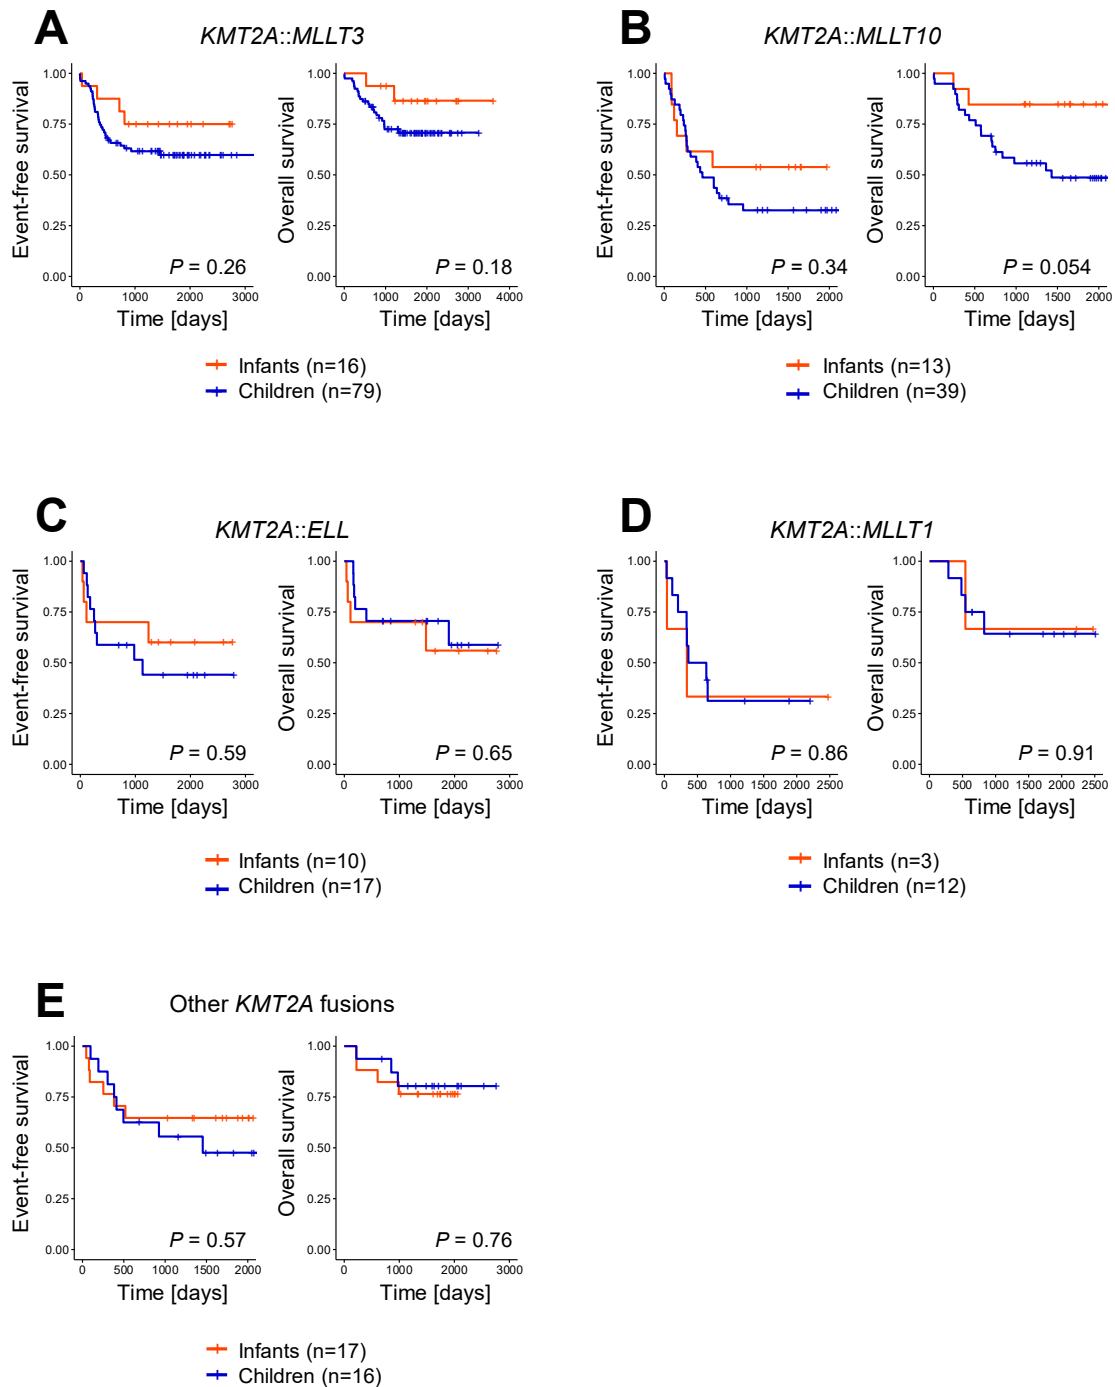 A
KMT2A::MLLT3
Event-free survival
1.00
0.75
0.50
0.25
0.00
P = 0.26
0 1000 2000 3000
Time [days]
Overall survival
1.00
0.75
0.50
0.25
0.00
P = 0.18
0 1000 2000 3000 4000
Time [days]
Infants (n=16)
Children (n=79)
B
KMT2A::MLLT10
Event-free survival
1.00
0.75
0.50
0.25
0.00
P = 0.34
0 500 1000 1500 2000
Time [days]
Overall survival
1.00
0.75
0.50
0.25
0.00
P = 0.054
0 500 1000 1500 2000
Time [days]
Infants (n=13)
Children (n=39)
C
KMT2A::ELL
Event-free survival
1.00
0.75
0.50
0.25
0.00
P = 0.59
0 1000 2000 3000
Time [days]
Overall survival
1.00
0.75
0.50
0.25
0.00
P = 0.65
0 1000 2000 3000
Time [days]
Infants (n=10)
Children (n=17)
D
KMT2A::MLLT1
Event-free survival
1.00
0.75
0.50
0.25
0.00
P = 0.86
0 500 1000 1500 2000 2500
Time [days]
Overall survival
1.00
0.75
0.50
0.25
0.00
P = 0.91
0 500 1000 1500 2000 2500
Time [days]
Infants (n=3)
Children (n=12)
E
Other KMT2A fusions
Event-free survival
1.00
0.75
0.50
0.25
0.00
P = 0.57
0 500 1000 1500 2000
Time [days]
Overall survival
1.00
0.75
0.50
0.25
0.00
P = 0.76
0 1000 2000 3000
Time [days]
Infants (n=17)
Children (n=16)